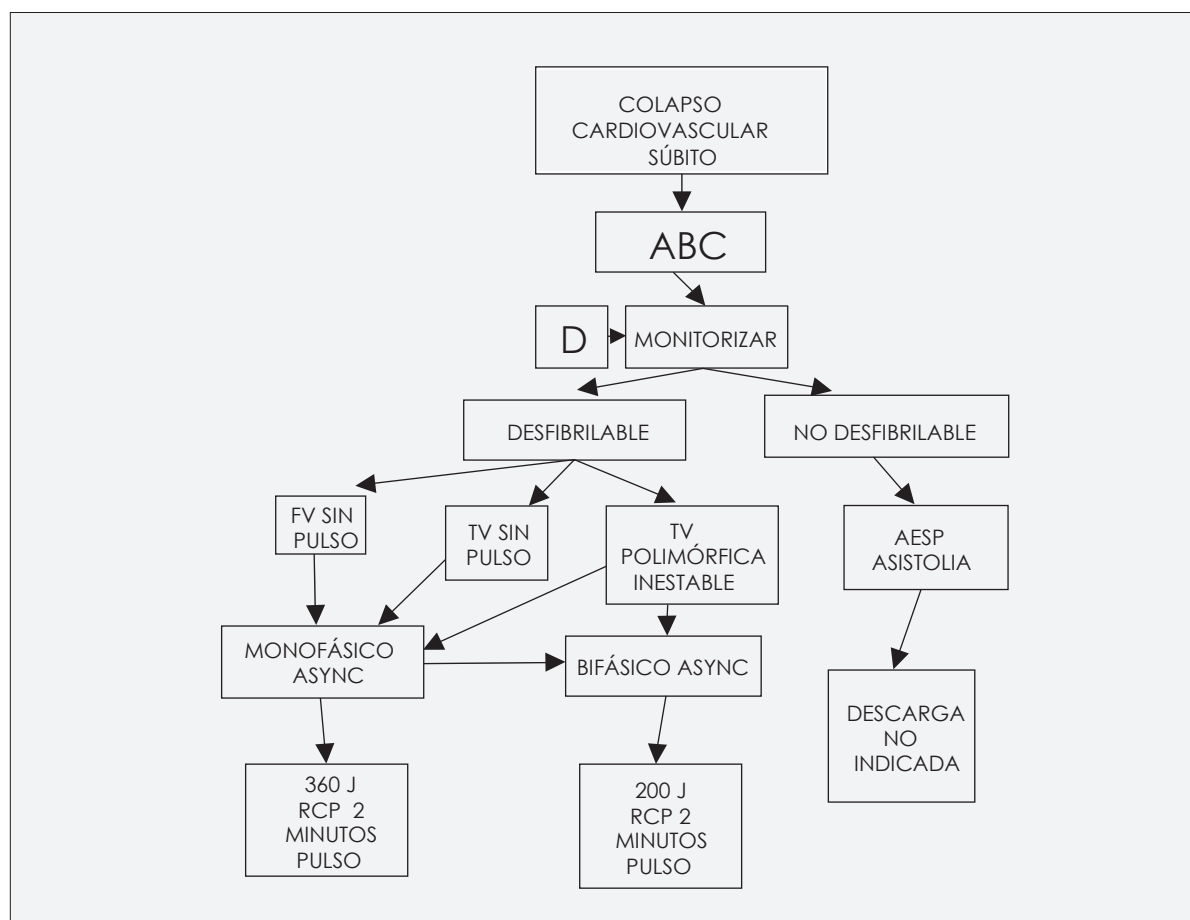 COLAPSO
CARDIOVASCULAR
SÚBITO
ABC
D
MONITORIZAR
DESFIBRILABLE
NO DESFIBRILABLE
FV SIN
PULSO
TV SIN
PULSO
TV
POLIMÓRFICA
INESTABLE
AESP
ASISTOLIA
MONOFÁSICO
ASYNC
BIFÁSICO ASYNC
DESCARGA
NO
INDICADA
360 J
RCP 2
MINUTOS
PULSO
200 J
RCP 2
MINUTOS
PULSO